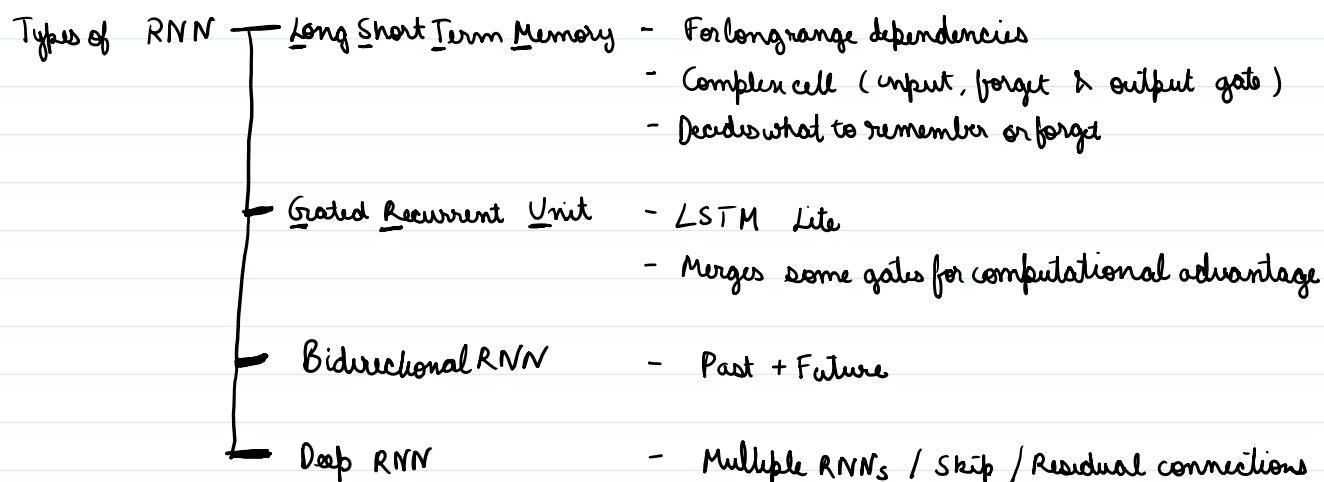 Types of RNN Long Short Term Memory - For long range dependencies
- Complex cell (input, forget & output gate)
- Decides what to remember or forget
Grated Recurrent Unit - LSTM Lite
- Merges some gates for computational advantage
Bidirectional RNN - Past + Future
Deep RNN - Multiple RNNs / Skip / Residual connections